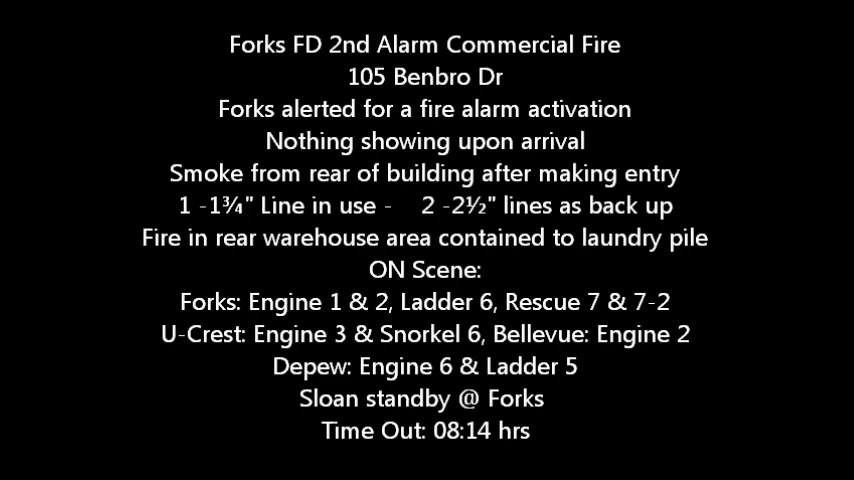 Forks FD 2nd Alarm Commercial Fire
105 Benbro Dr
Forks alerted for a fire alarm activation
Nothing showing upon arrival
Smoke from rear of building after making entry
1 -1¾" Line in use -    2 -2½" lines as back up
Fire in rear warehouse area contained to laundry pile
ON Scene:
Forks: Engine 1 & 2, Ladder 6, Rescue 7 & 7-2
U-Crest: Engine 3 & Snorkel 6, Bellevue: Engine 2
Depew: Engine 6 & Ladder 5
Sloan standby @ Forks
Time Out: 08:14 hrs